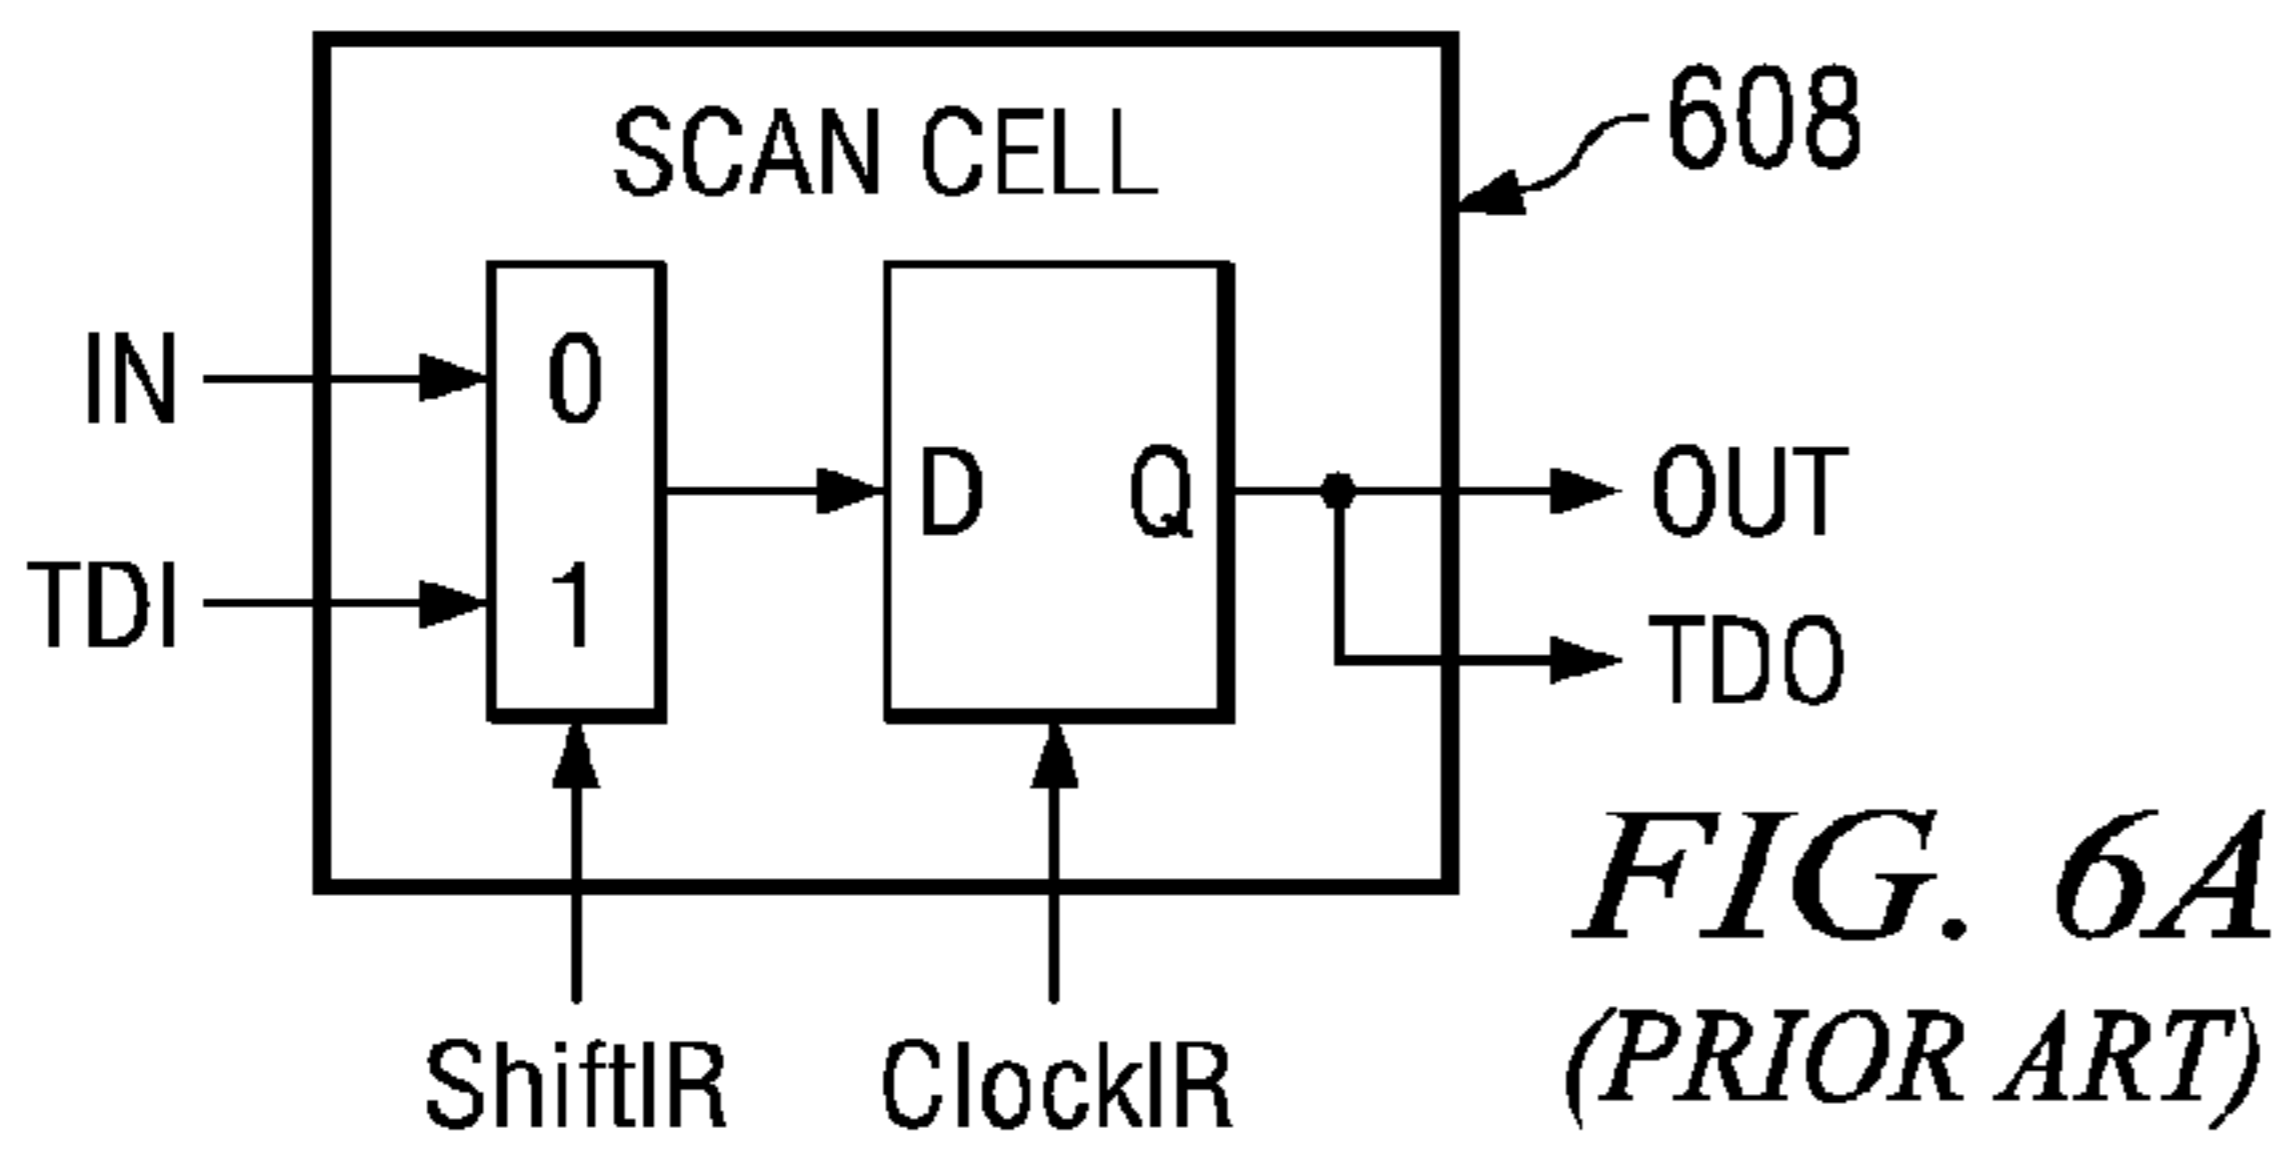 SCAN CELL
608
IN
0
D Q
OUT
TDI
1
TDO
ShiftIR
ClockIR
FIG. 6A
(PRIOR ART)